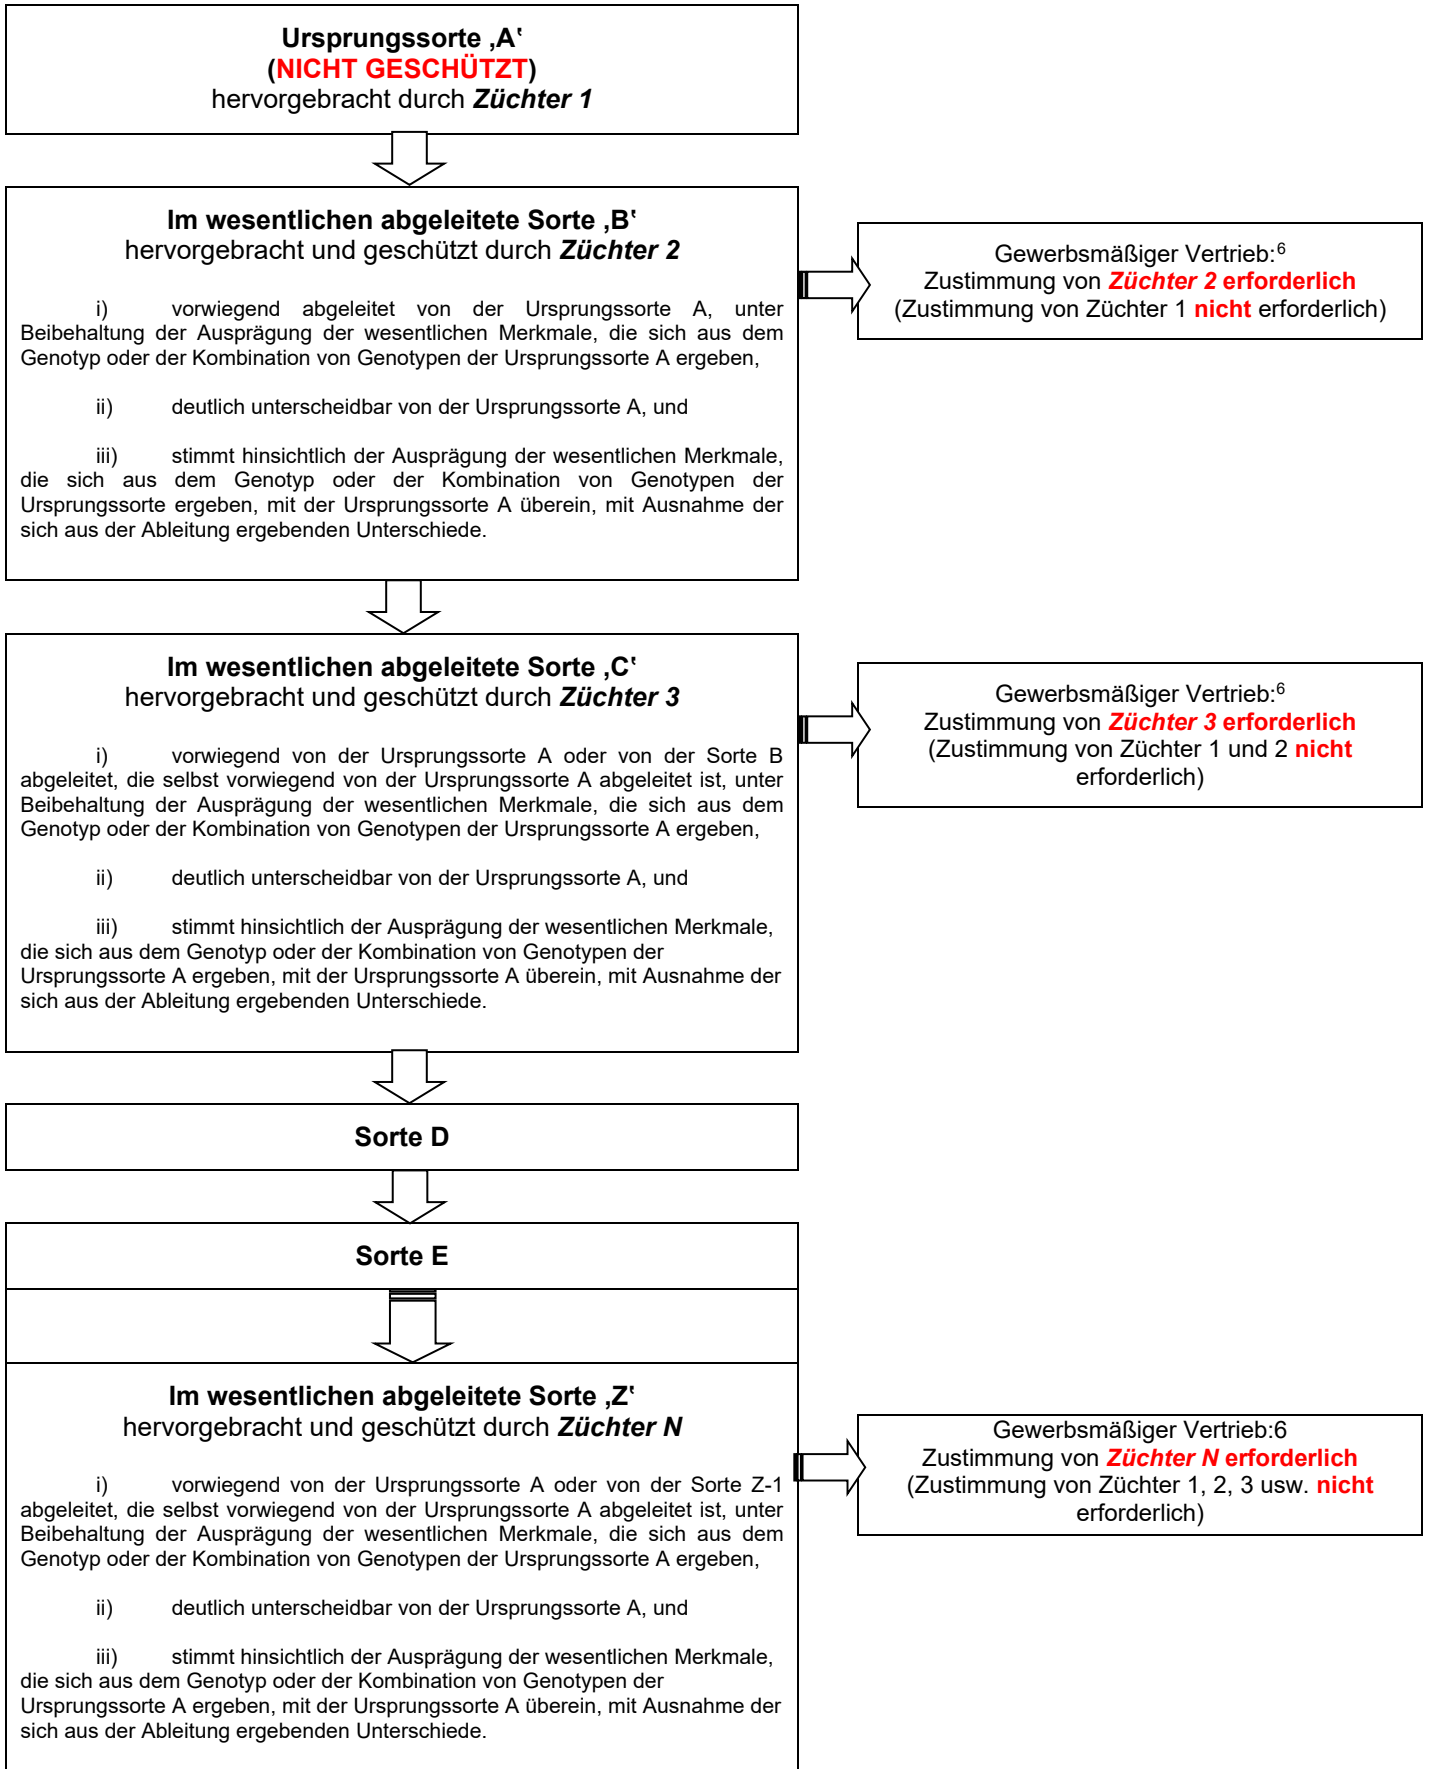 Ursprungssorte ‚A‛
(NICHT GESCHÜTZT)
hervorgebracht durch Züchter 1
Im wesentlichen abgeleitete Sorte ‚B‛
hervorgebracht und geschützt durch Züchter 2
i) vorwiegend abgeleitet von der Ursprungssorte A, unter
Beibehaltung der Ausprägung der wesentlichen Merkmale, die sich aus dem
Genotyp oder der Kombination von Genotypen der Ursprungssorte A ergeben,
ii) deutlich unterscheidbar von der Ursprungssorte A, und
iii) stimmt hinsichtlich der Ausprägung der wesentlichen Merkmale,
die sich aus dem Genotyp oder der Kombination von Genotypen der
Ursprungssorte ergeben, mit der Ursprungssorte A überein, mit Ausnahme der
sich aus der Ableitung ergebenden Unterschiede.
Gewerbsmäßiger Vertrieb:6
Zustimmung von Züchter 2 erforderlich
(Zustimmung von Züchter 1 nicht erforderlich)
Im wesentlichen abgeleitete Sorte ‚C‛
hervorgebracht und geschützt durch Züchter 3
i) vorwiegend von der Ursprungssorte A oder von der Sorte B
abgeleitet, die selbst vorwiegend von der Ursprungssorte A abgeleitet ist, unter
Beibehaltung der Ausprägung der wesentlichen Merkmale, die sich aus dem
Genotyp oder der Kombination von Genotypen der Ursprungssorte A ergeben,
ii) deutlich unterscheidbar von der Ursprungssorte A, und
iii) stimmt hinsichtlich der Ausprägung der wesentlichen Merkmale,
die sich aus dem Genotyp oder der Kombination von Genotypen der
Ursprungssorte A ergeben, mit der Ursprungssorte A überein, mit Ausnahme der
sich aus der Ableitung ergebenden Unterschiede.
Gewerbsmäßiger Vertrieb:6
Zustimmung von Züchter 3 erforderlich
(Zustimmung von Züchter 1 und 2 nicht
erforderlich)
Sorte D
Sorte E
Im wesentlichen abgeleitete Sorte ‚Z‛
hervorgebracht und geschützt durch Züchter N
i) vorwiegend von der Ursprungssorte A oder von der Sorte Z-1
abgeleitet, die selbst vorwiegend von der Ursprungssorte A abgeleitet ist, unter
Beibehaltung der Ausprägung der wesentlichen Merkmale, die sich aus dem
Genotyp oder der Kombination von Genotypen der Ursprungssorte A ergeben,
ii) deutlich unterscheidbar von der Ursprungssorte A, und
iii) stimmt hinsichtlich der Ausprägung der wesentlichen Merkmale,
die sich aus dem Genotyp oder der Kombination von Genotypen der
Ursprungssorte A ergeben, mit der Ursprungssorte A überein, mit Ausnahme der
sich aus der Ableitung ergebenden Unterschiede.
Gewerbsmäßiger Vertrieb:6
Zustimmung von Züchter N erforderlich
(Zustimmung von Züchter 1, 2, 3 usw. nicht
erforderlich)